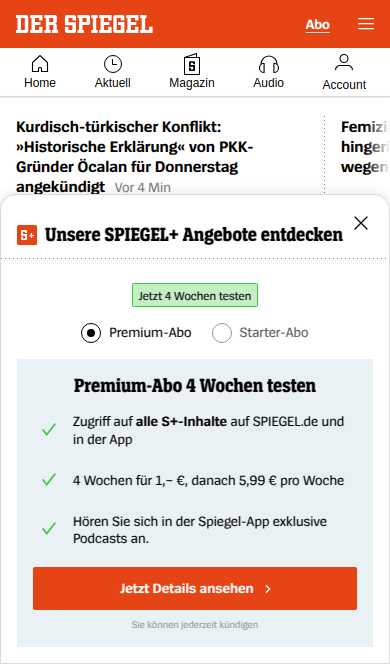 DER SPIEGEL
Abo
Home
Aktuell
S
Magazin
Audio
Account
Kurdisch-türkischer Konflikt:
»Historische Erklärung« von PKK-
Gründer Öcalan für Donnerstag
angekündigt Vor 4 Min
Femizi
hinger
wegen
S+ Unsere SPIEGEL+ Angebote entdecken
Jetzt 4 Wochen testen
Premium-Abo
Starter-Abo
Premium-Abo 4 Wochen testen
Zugriff auf alle S+-Inhalte auf SPIEGEL.de und
in der App
4 Wochen für 1,– €, danach 5,99 € pro Woche
Hören Sie sich in der Spiegel-App exklusive
Podcasts an.
Jetzt Details ansehen
Sie können jederzeit kündigen